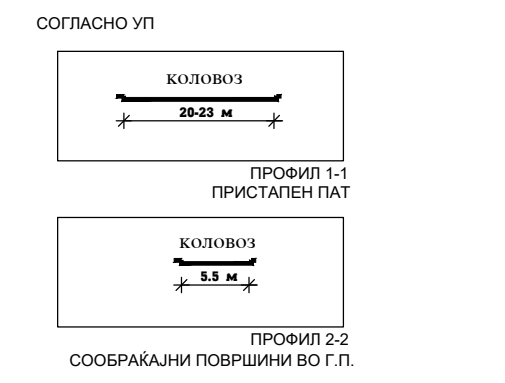 СОГЛАСНО УП
КОЛОВОЗ
20-23 м
ПРОФИЛ 1-1
ПРИСТАПЕН ПАТ
КОЛОВОЗ
5.5 м
ПРОФИЛ 2-2
СООБРАЌАЈНИ ПОВРШИНИ ВО Г.П.